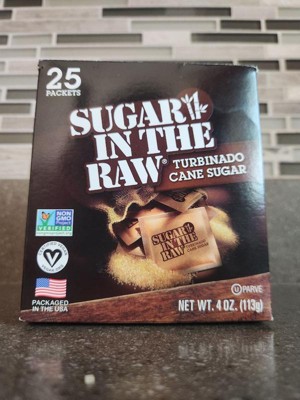 25
PACKETS
SUGAR
IN THE
RAW®
TURBINADO
CANE SUGAR
NON
GMO
Project
VERIFIED
SUGAR
IN THE
RAW
PACKAGED
IN THE USA
U PARVE
NET WT. 4 OZ. (113g)